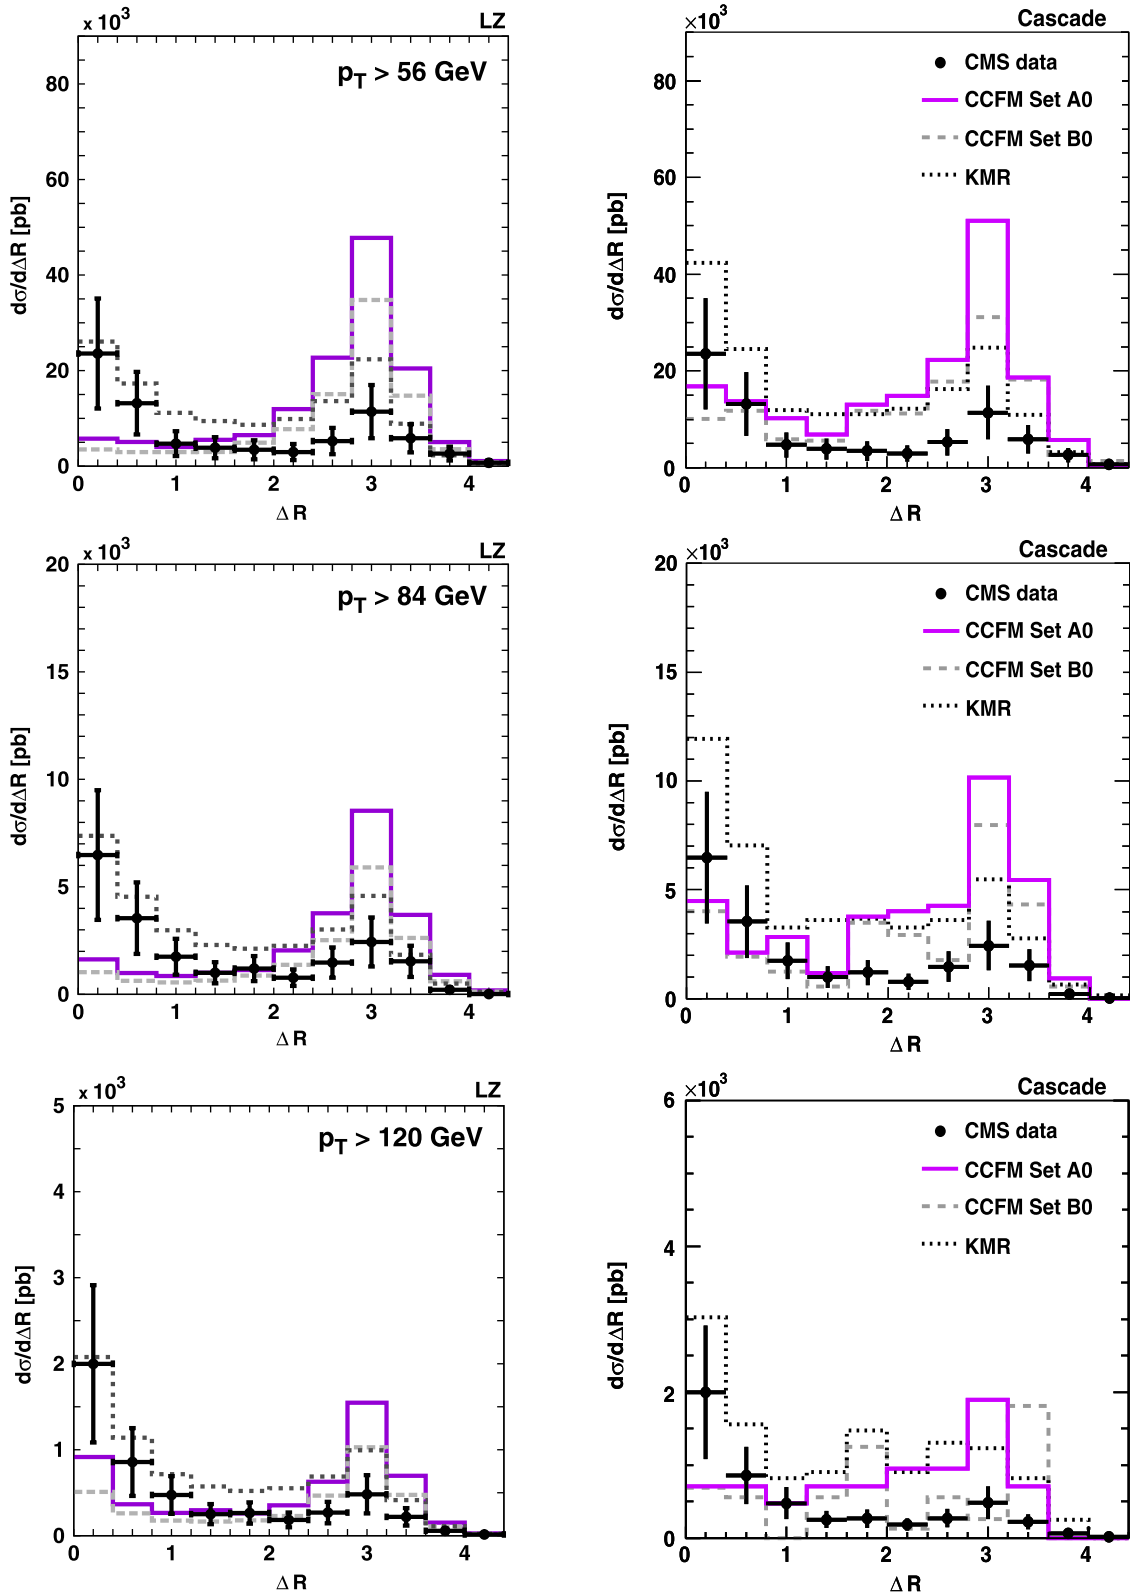 x 10³ LZ
p_T > 56 GeV
80
60
40
20
0
0 1 2 3 4
dσ/dΔR [pb]
Δ R
×10³ Cascade
CMS data
CCFM Set A0
CCFM Set B0
KMR
80
60
40
20
0
0 1 2 3 4
dσ/dΔR [pb]
Δ R
x 10³ LZ
p_T > 84 GeV
20
15
10
5
0
0 1 2 3 4
dσ/dΔR [pb]
Δ R
×10³ Cascade
CMS data
CCFM Set A0
CCFM Set B0
KMR
20
15
10
5
0
0 1 2 3 4
dσ/dΔR [pb]
Δ R
x 10³ LZ
p_T > 120 GeV
5
4
3
2
1
0
0 1 2 3 4
dσ/dΔR [pb]
Δ R
×10³ Cascade
CMS data
CCFM Set A0
CCFM Set B0
KMR
6
4
2
0
0 1 2 3 4
dσ/dΔR [pb]
Δ R